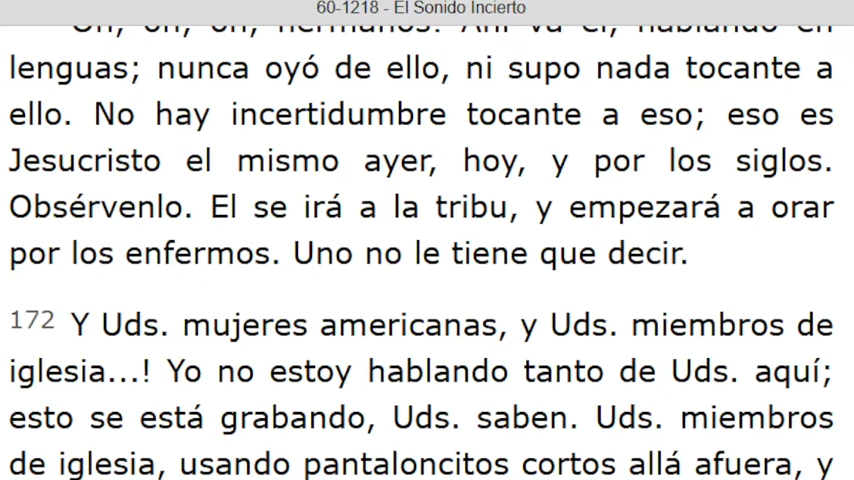 60-1218 - El Sonido Incierto
lenguas; nunca oyó de ello, ni supo nada tocante a
ello. No hay incertidumbre tocante a eso; eso es
Jesucristo el mismo ayer, hoy, y por los siglos.
Obsérvenlo. El se irá a la tribu, y empezará a orar
por los enfermos. Uno no le tiene que decir.
172 Y Uds. mujeres americanas, y Uds. miembros de
iglesia...! Yo no estoy hablando tanto de Uds. aquí;
esto se está grabando, Uds. saben. Uds. miembros
de iglesia, usando pantaloncitos cortos allá afuera, y